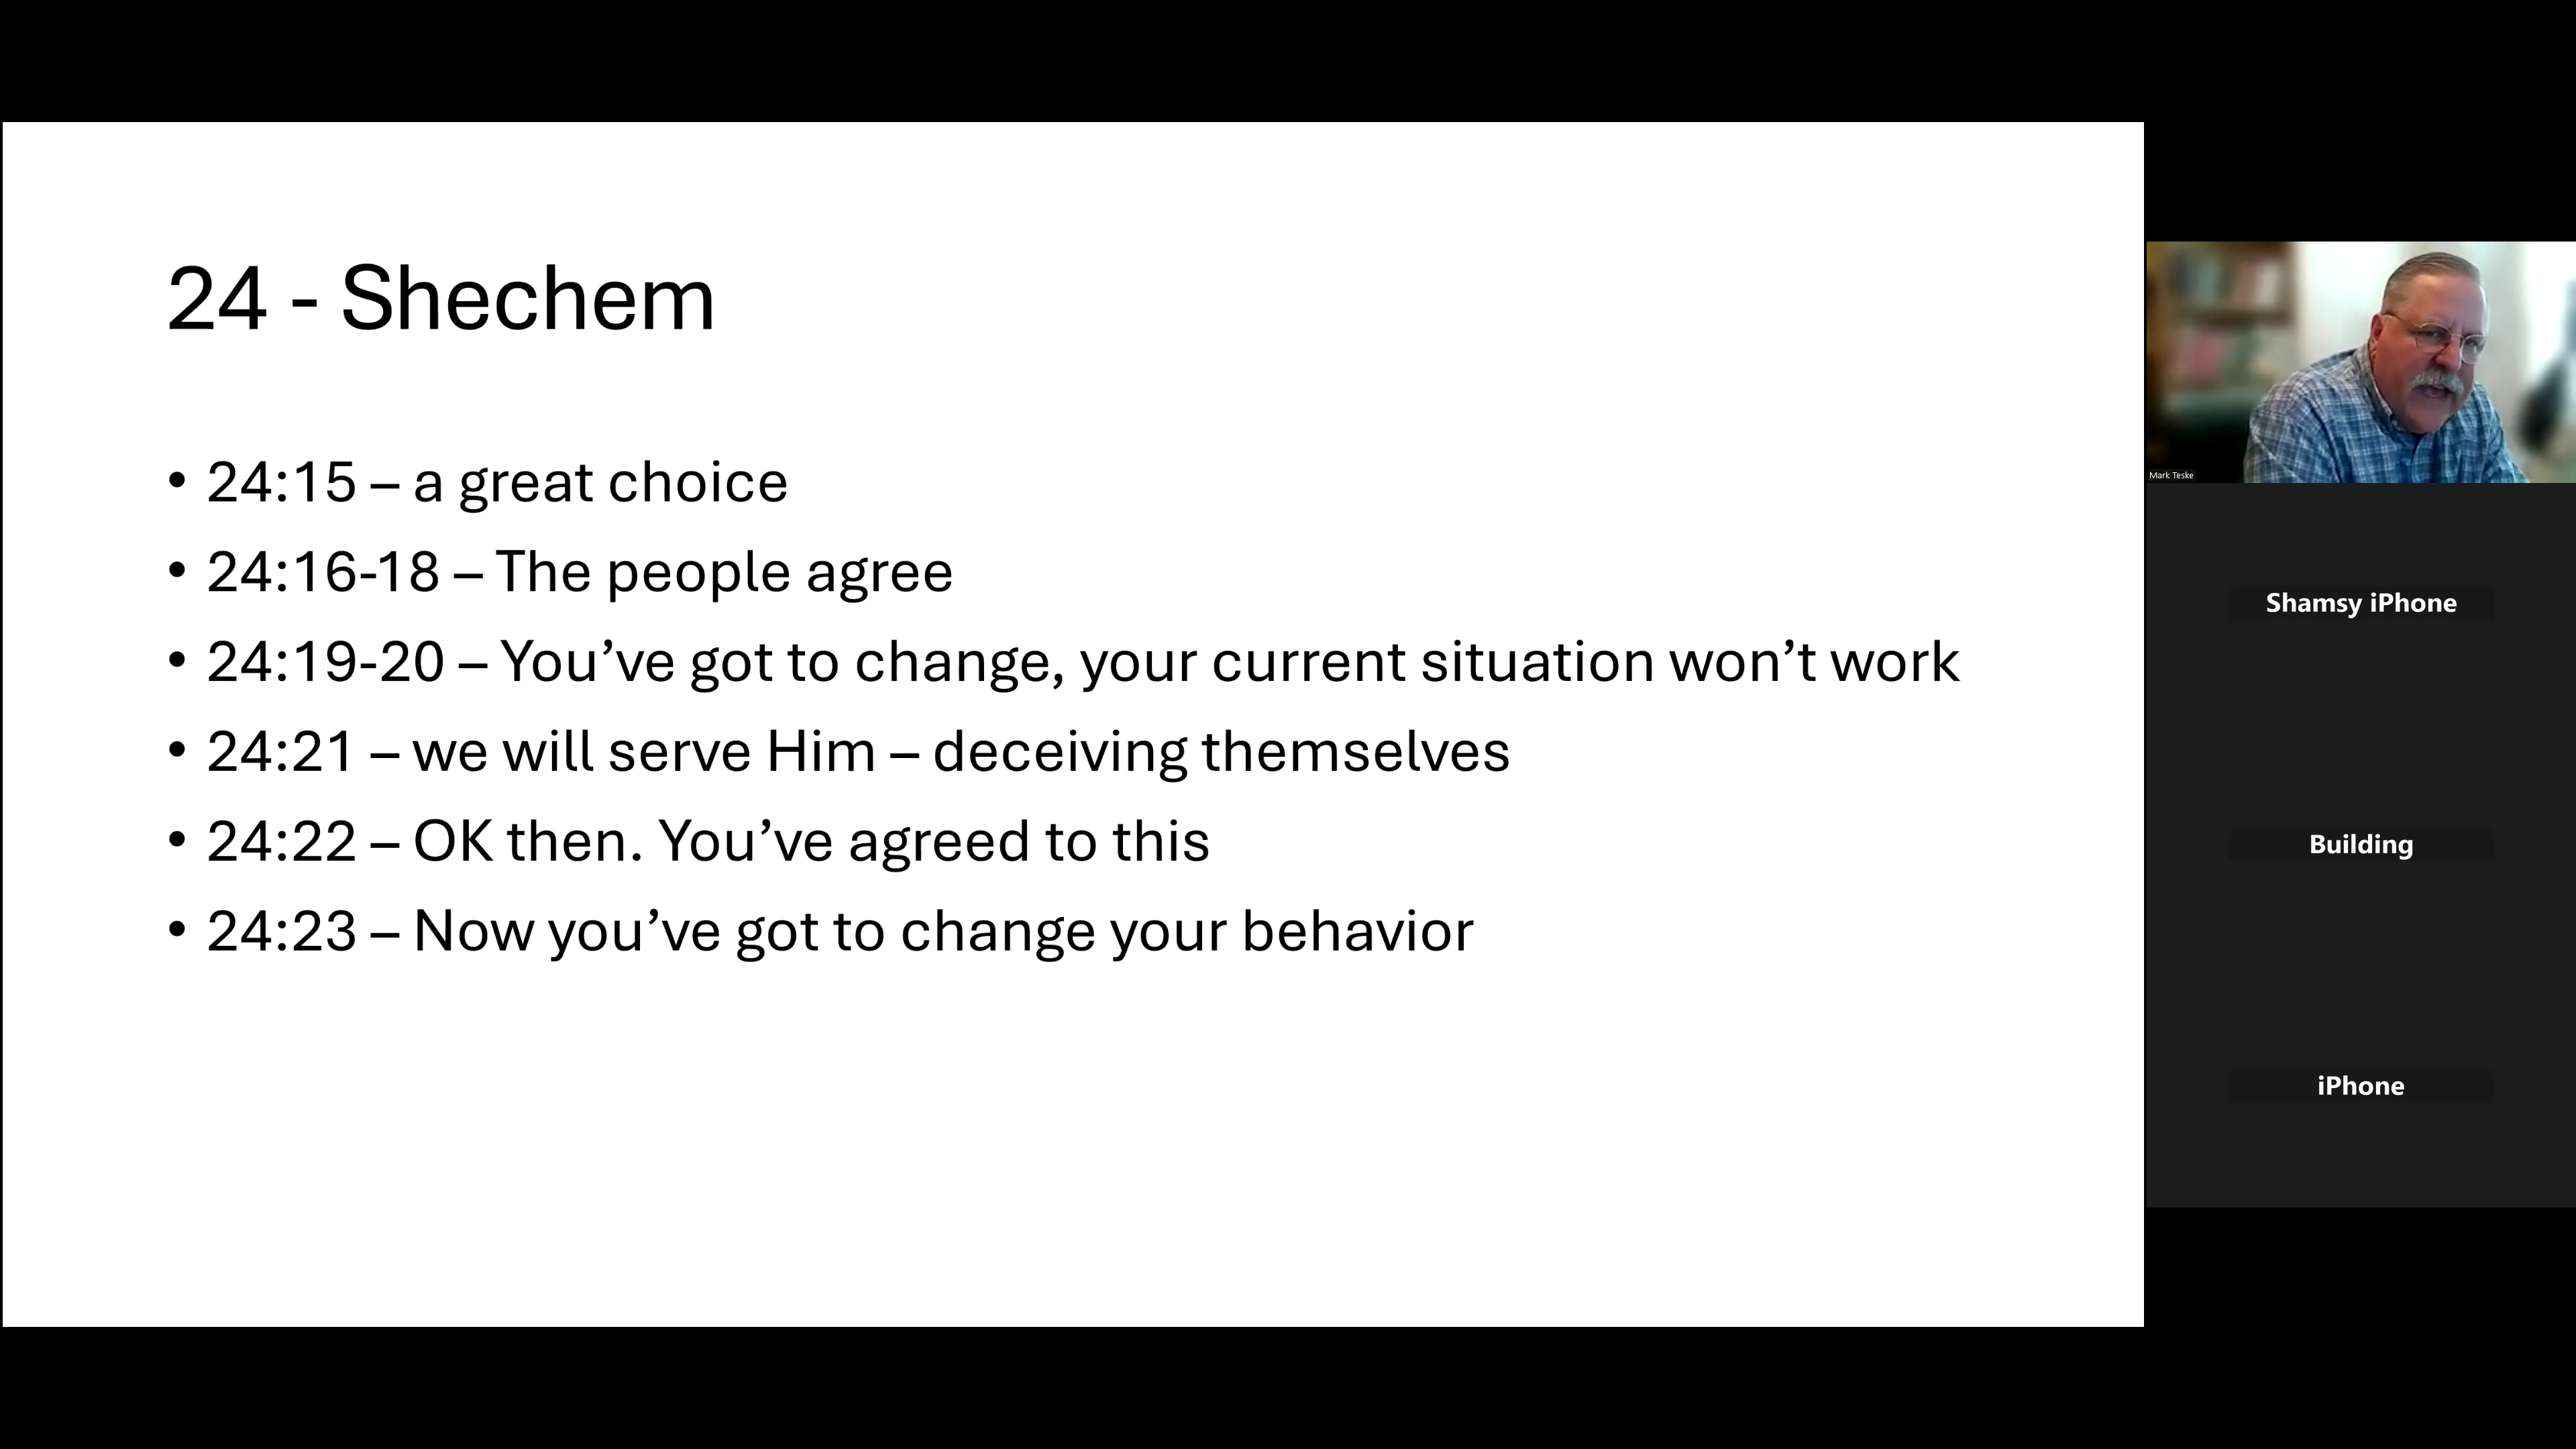 24 - Shechem
• 24:15 – a great choice
• 24:16-18 – The people agree
• 24:19-20 – You’ve got to change, your current situation won’t work
• 24:21 – we will serve Him – deceiving themselves
• 24:22 – OK then. You’ve agreed to this
• 24:23 – Now you’ve got to change your behavior
Mark Teske
Shamsy iPhone
Building
iPhone